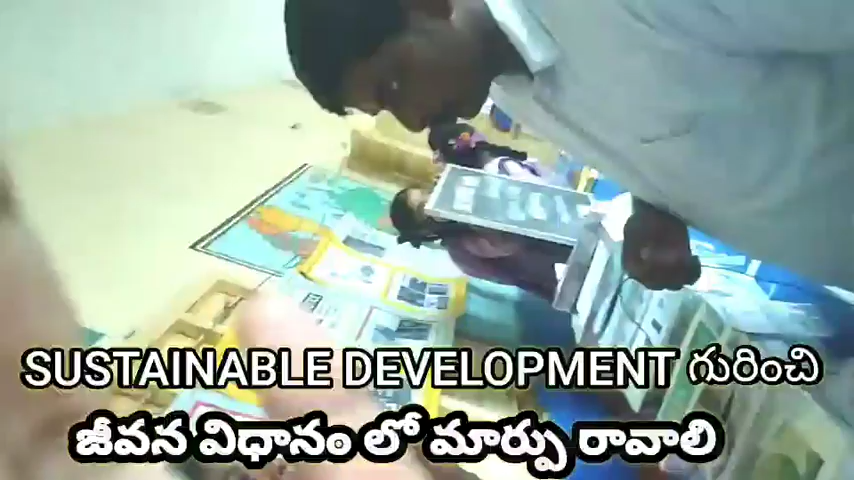 SUSTAINABLE DEVELOPMENT గురించి
జీవన విధానం లో మార్పు రావాలి